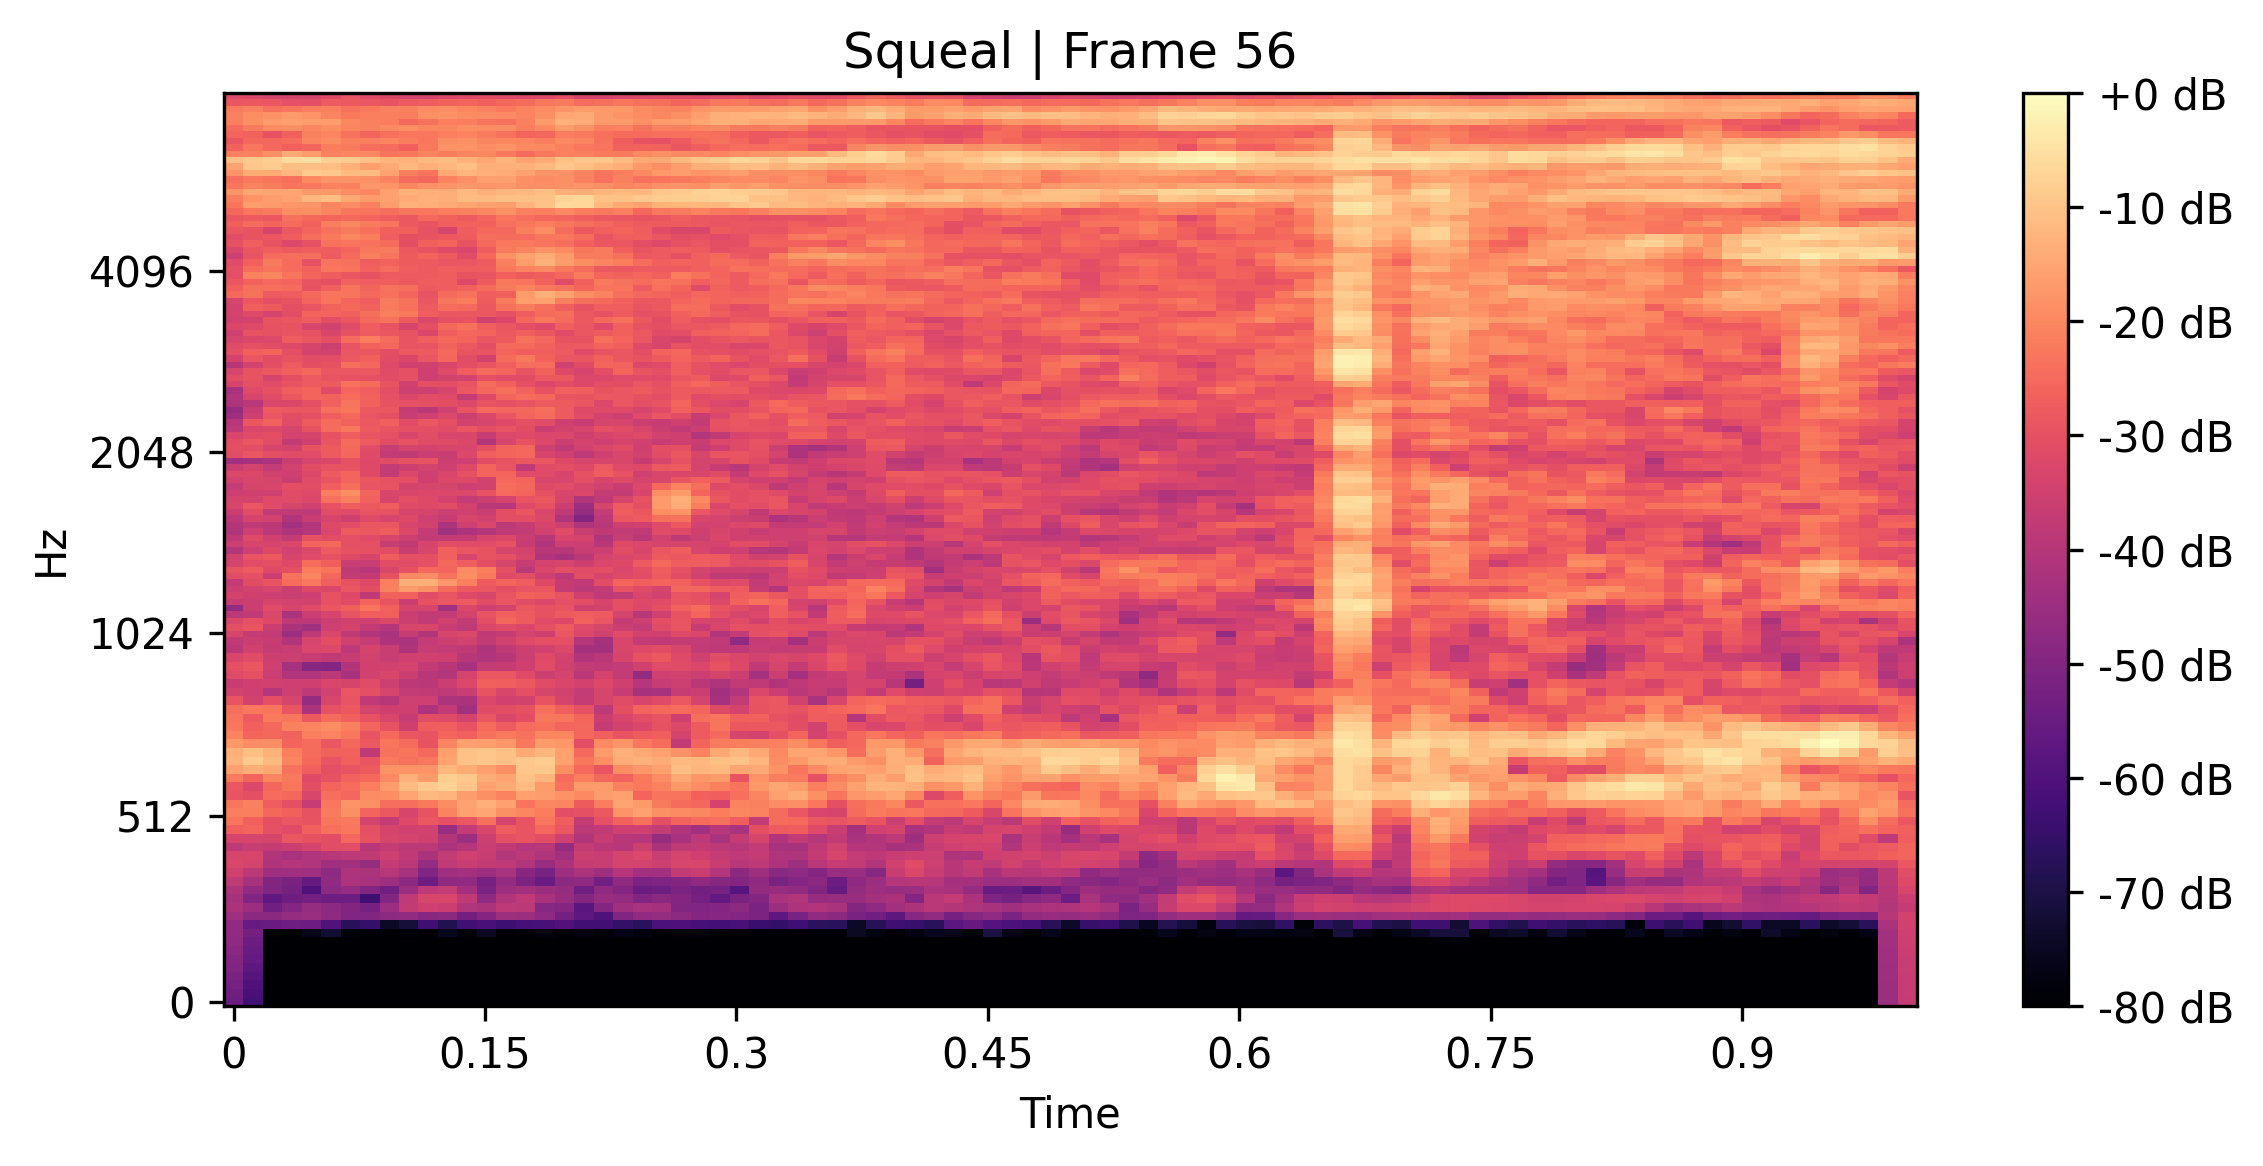 Squeal | Frame 56
Hz
4096
2048
1024
512
0
0 0.15 0.3 0.45 0.6 0.75 0.9
Time
+0 dB
-10 dB
-20 dB
-30 dB
-40 dB
-50 dB
-60 dB
-70 dB
-80 dB